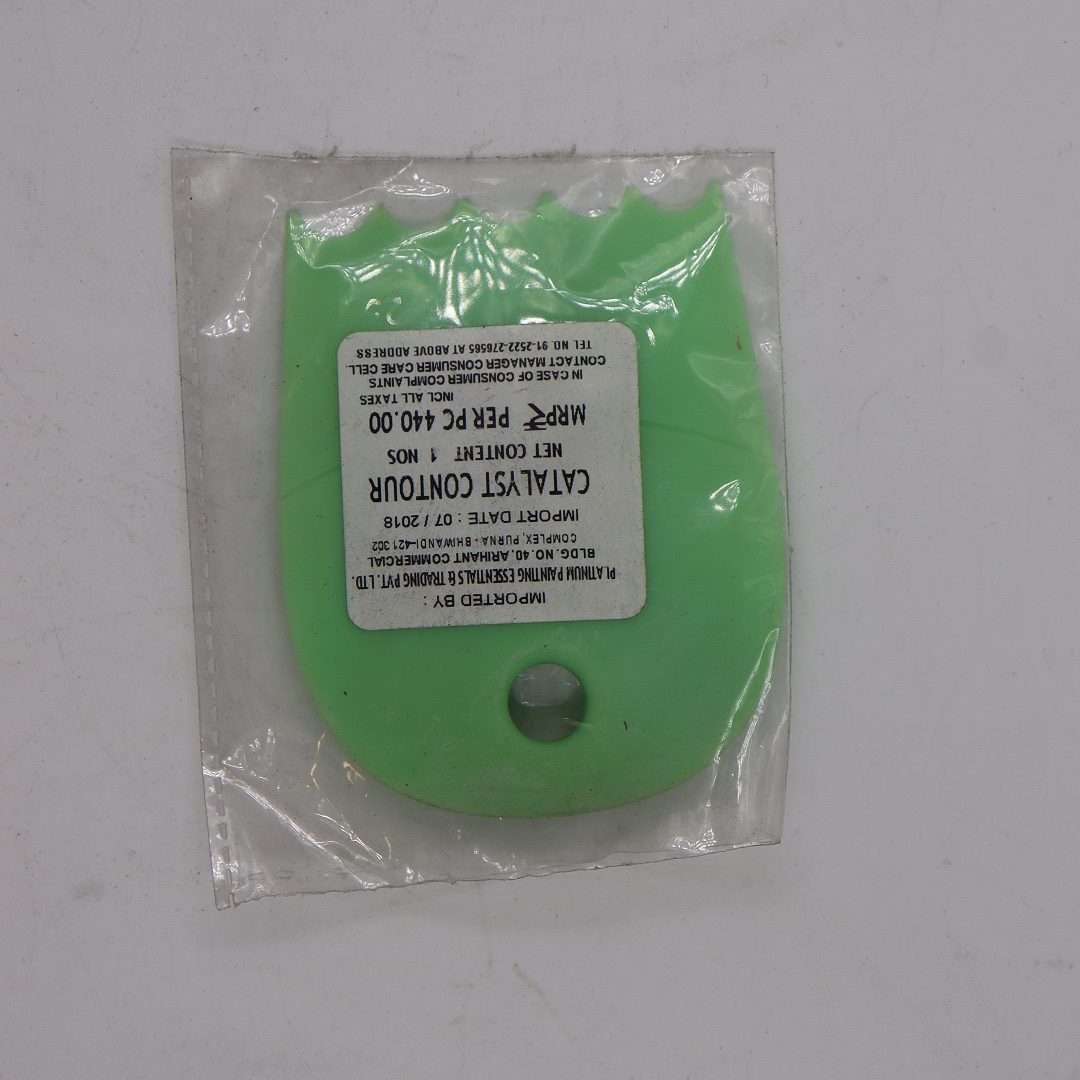 IMPORTED BY :
PLATINUM PAINTING ESSENTIALS & TRADING PVT. LTD.
BLDG. NO.40. ARIHANT COMMERCIAL
COMPLEX, PURNA - BHIWANDI-421 302
IMPORT DATE : 07 / 2018
CATALYST CONTOUR
NET CONTENT 1 NOS
MRP₹ PER PC 440.00
INCL ALL TAXES
IN CASE OF CONSUMER COMPLAINTS
CONTACT MANAGER CONSUMER CARE CELL.
TEL NO. 91-2522-276565 AT ABOVE ADDRESS